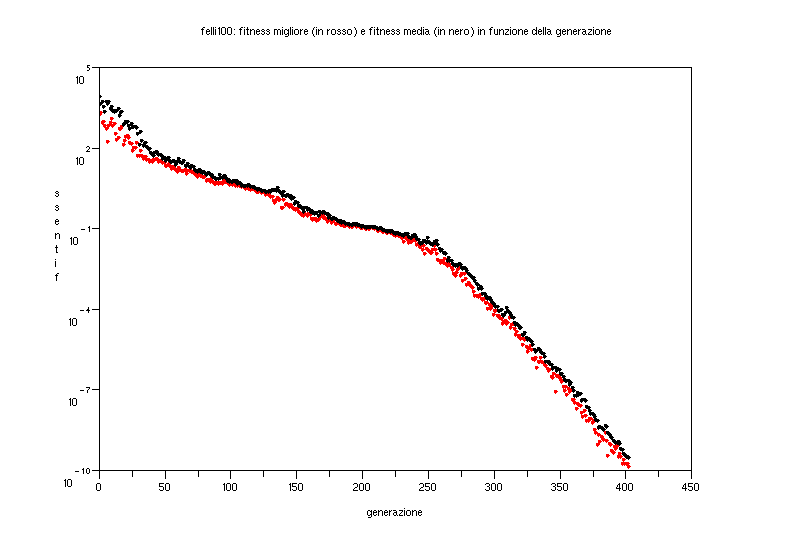 felli100: fitness migliore (in rosso) e fitness media (in nero) in funzione della generazione
10 5
10 2
10 -1
10 -4
10 -7
10 -10
fitness
0 50 100 150 200 250 300 350 400 450
generazione